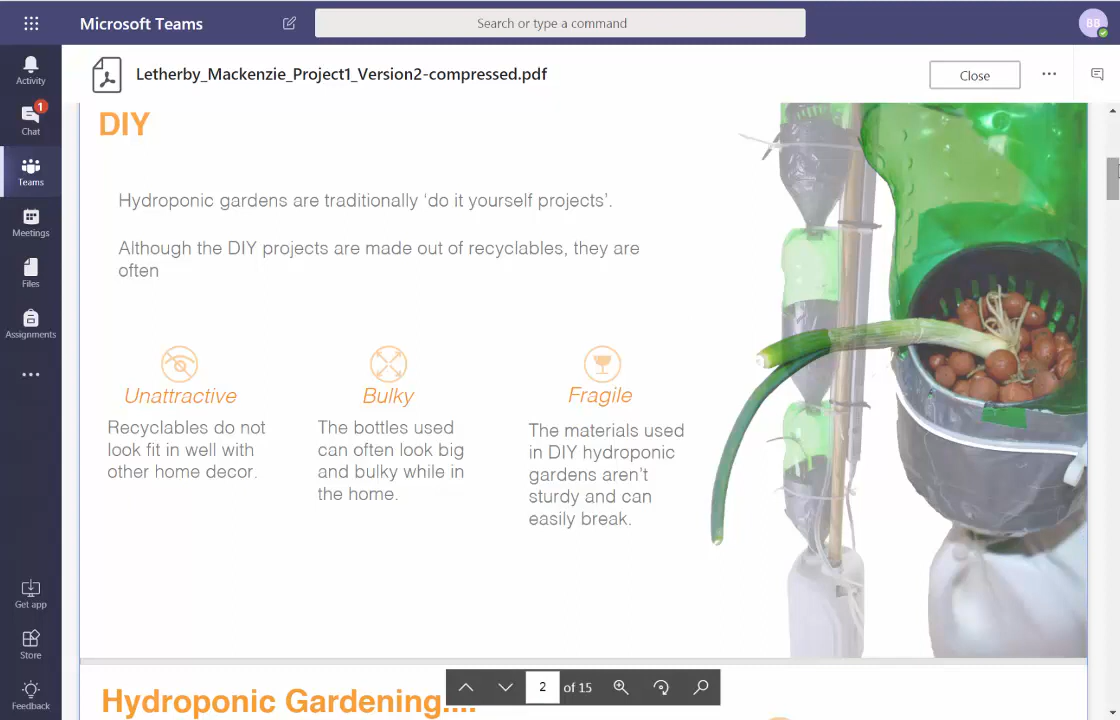 Microsoft Teams
Search or type a command
BB
Activity
Letherby_Mackenzie_Project1_Version2-compressed.pdf
Close
1
Chat
Teams
Meetings
Files
Assignments
Get app
Store
Feedback
DIY
Hydroponic gardens are traditionally ‘do it yourself projects’.
Although the DIY projects are made out of recyclables, they are
often
Unattractive
Recyclables do not
look fit in well with
other home decor.
Bulky
The bottles used
can often look big
and bulky while in
the home.
Fragile
The materials used
in DIY hydroponic
gardens aren’t
sturdy and can
easily break.
2 of 15
Hydroponic Gardening....